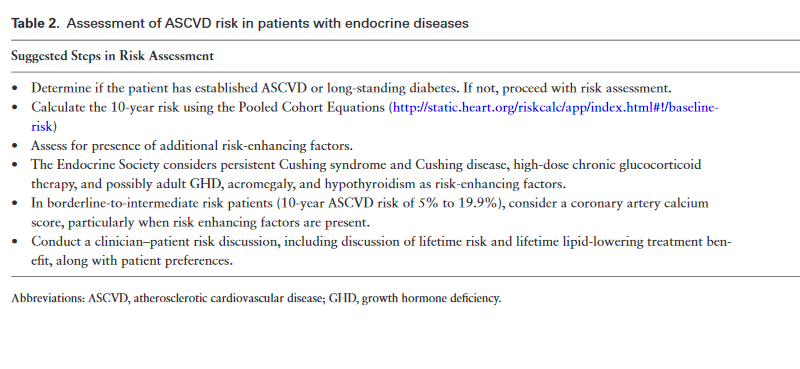 Table 2. Assessment of ASCVD risk in patients with endocrine diseases
Suggested Steps in Risk Assessment
• Determine if the patient has established ASCVD or long-standing diabetes. If not, proceed with risk assessment.
• Calculate the 10-year risk using the Pooled Cohort Equations (http://static.heart.org/riskcalc/app/index.html#!/baseline-
risk)
• Assess for presence of additional risk-enhancing factors.
• The Endocrine Society considers persistent Cushing syndrome and Cushing disease, high-dose chronic glucocorticoid
therapy, and possibly adult GHD, acromegaly, and hypothyroidism as risk-enhancing factors.
• In borderline-to-intermediate risk patients (10-year ASCVD risk of 5% to 19.9%), consider a coronary artery calcium
score, particularly when risk enhancing factors are present.
• Conduct a clinician–patient risk discussion, including discussion of lifetime risk and lifetime lipid-lowering treatment ben-
efit, along with patient preferences.
Abbreviations: ASCVD, atherosclerotic cardiovascular disease; GHD, growth hormone deficiency.